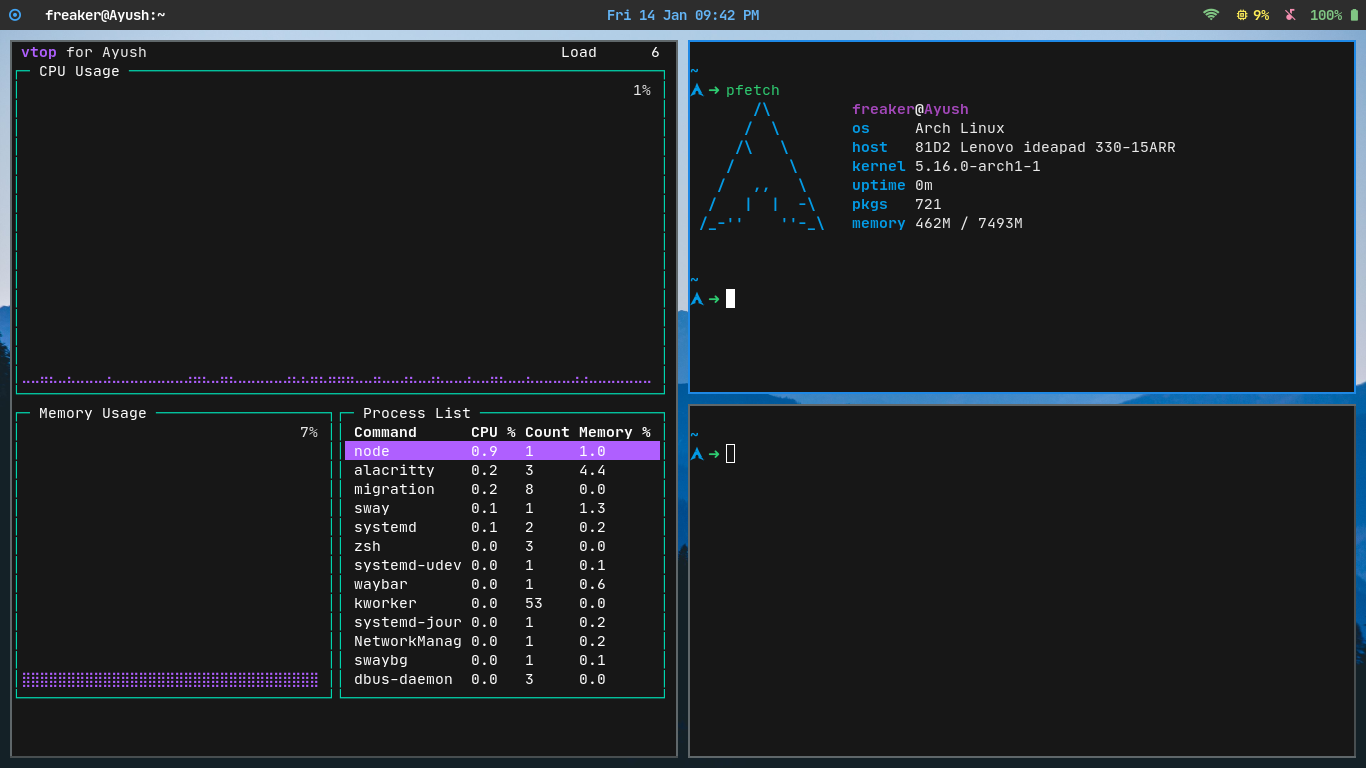 freaker@Ayush:~
Fri 14 Jan 09:42 PM
9%
100%
vtop for Ayush Load 6
CPU Usage
1%
Memory Usage
7%
Process List
Command CPU % Count Memory %
node 0.9 1 1.0
alacritty 0.2 3 4.4
migration 0.2 8 0.0
sway 0.1 1 1.3
systemd 0.1 2 0.2
zsh 0.0 3 0.0
systemd-udev 0.0 1 0.1
waybar 0.0 1 0.6
kworker 0.0 53 0.0
systemd-jour 0.0 1 0.2
NetworkManag 0.0 1 0.2
swaybg 0.0 1 0.1
dbus-daemon 0.0 3 0.0
~
➜ pfetch
freaker@Ayush
os Arch Linux
host 81D2 Lenovo ideapad 330-15ARR
kernel 5.16.0-arch1-1
uptime 0m
pkgs 721
memory 462M / 7493M
~
➜
~
➜